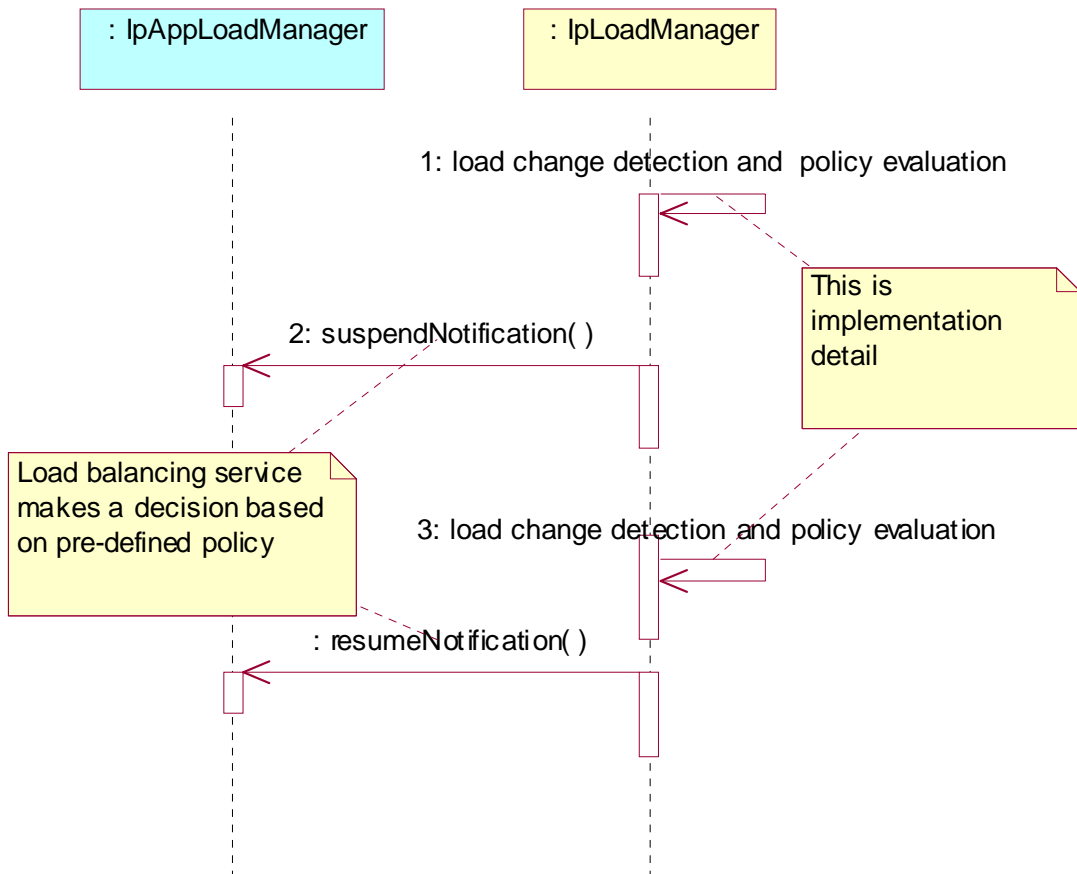 : IpAppLoadManager
: IpLoadManager
1: load change detection and policy evaluation
This is
implementation
detail
2: suspendNotification( )
Load balancing service
makes a decision based
on pre-defined policy
3: load change detection and policy evaluation
: resumeNotification( )